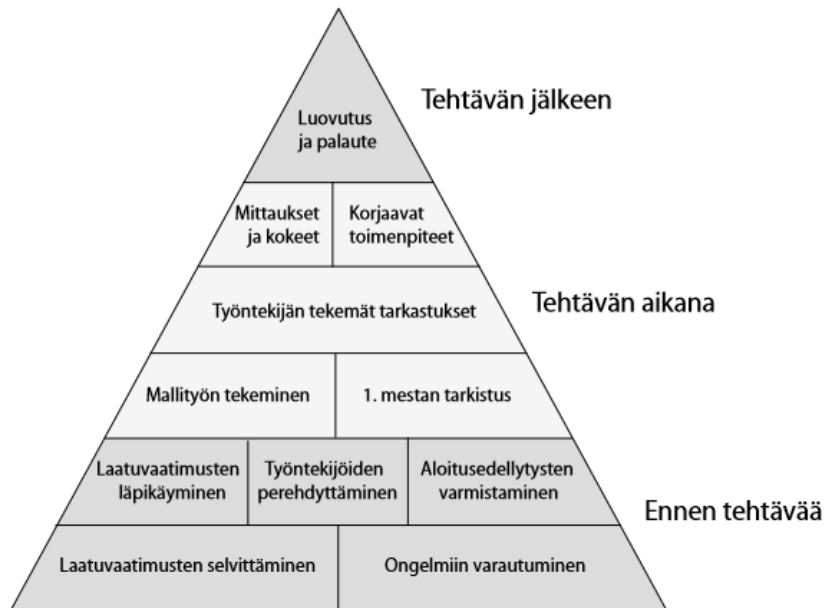 Tehtävän jälkeen
Luovutus
ja palaute
Mittaukset
ja kokeet
Korjaavat
toimenpiteet
Tehtävän aikana
Työntekijän tekemät tarkastukset
Mallityön tekeminen
1. mestan tarkistus
Laatuvaatimusten
läpikäyminen
Työntekijöiden
perehdyttäminen
Aloitusedellytysten
varmistaminen
Ennen tehtävää
Laatuvaatimusten selvittäminen
Ongelmiin varautuminen